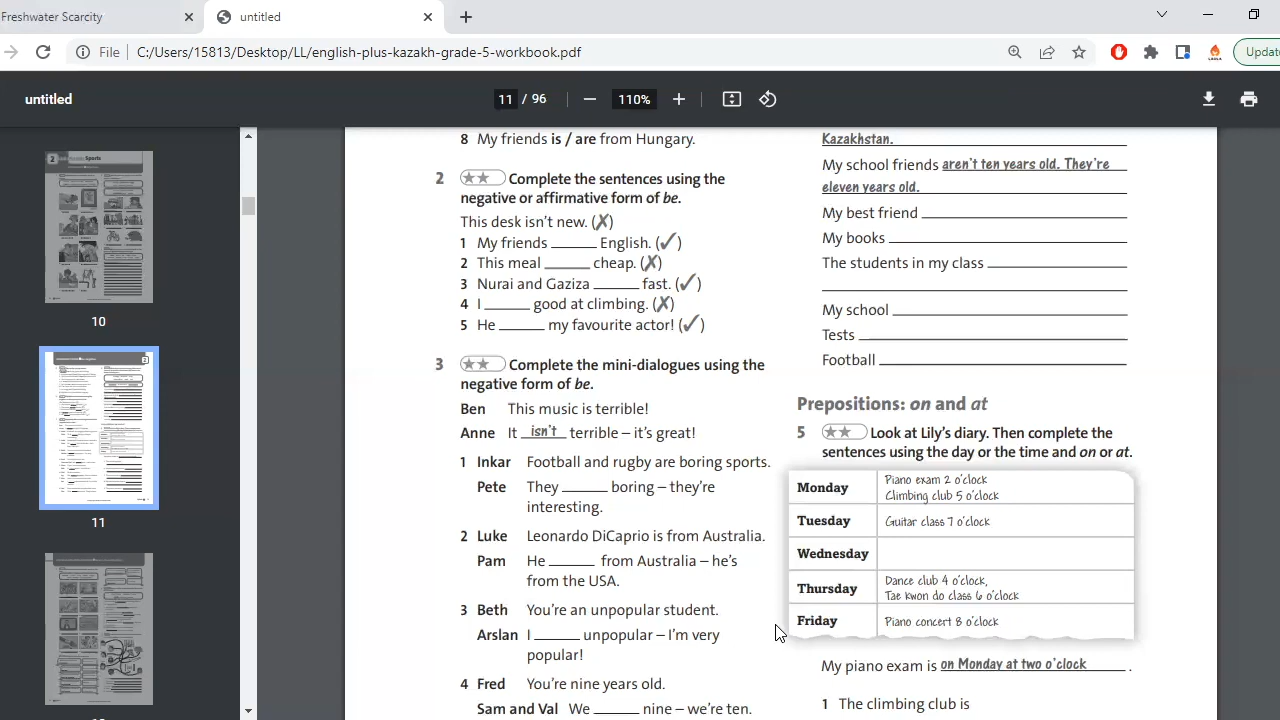 Freshwater Scarcity
untitled
File C:/Users/15813/Desktop/LL/english-plus-kazakh-grade-5-workbook.pdf
Updat
untitled
11 / 96
110%
10
11
8 My friends is / are from Hungary.
2 Complete the sentences using the
negative or affirmative form of be.
This desk isn't new. (✗)
1 My friends ______ English. (✓)
2 This meal ______ cheap. (✗)
3 Nurai and Gaziza ______ fast. (✓)
4 I ______ good at climbing. (✗)
5 He ______ my favourite actor! (✓)
3 Complete the mini-dialogues using the
negative form of be.
Ben This music is terrible!
Anne It isn't terrible – it's great!
1 Inkar Football and rugby are boring sports.
Pete They ______ boring – they're
interesting.
2 Luke Leonardo DiCaprio is from Australia.
Pam He ______ from Australia – he's
from the USA.
3 Beth You're an unpopular student.
Arslan I ______ unpopular – I'm very
popular!
4 Fred You're nine years old.
Sam and Val We ______ nine – we're ten.
Kazakhstan.
My school friends aren't ten years old. They're
eleven years old.
My best friend
My books
The students in my class
My school
Tests
Football
Prepositions: on and at
5 Look at Lily's diary. Then complete the
sentences using the day or the time and on or at.
Monday Piano exam 2 o'clock
Climbing club 5 o'clock
Tuesday Guitar class 7 o'clock
Wednesday
Thursday Dance club 4 o'clock,
Tae kwon do class 6 o'clock
Friday Piano concert 8 o'clock
My piano exam is on Monday at two o'clock .
1 The climbing club is